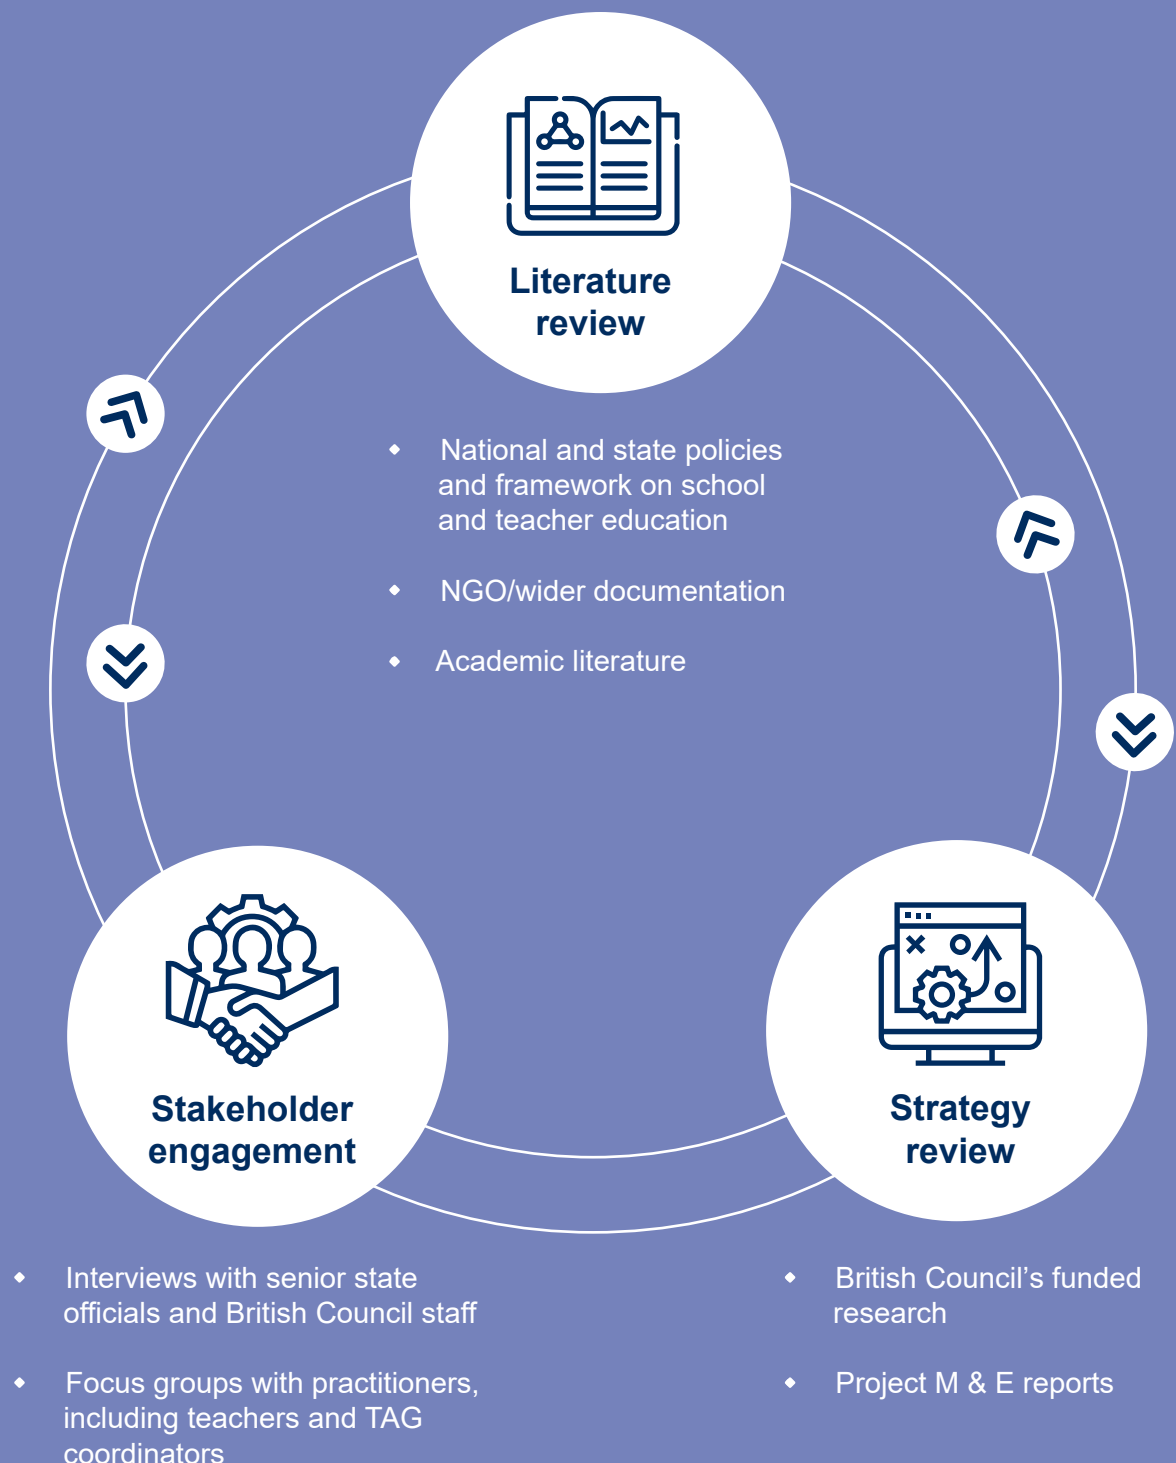 Literature
review
• National and state policies
and framework on school
and teacher education
• NGO/wider documentation
• Academic literature
Stakeholder
engagement
• Interviews with senior state
officials and British Council staff
• Focus groups with practitioners,
including teachers and TAG
coordinators
Strategy
review
• British Council’s funded
research
• Project M & E reports